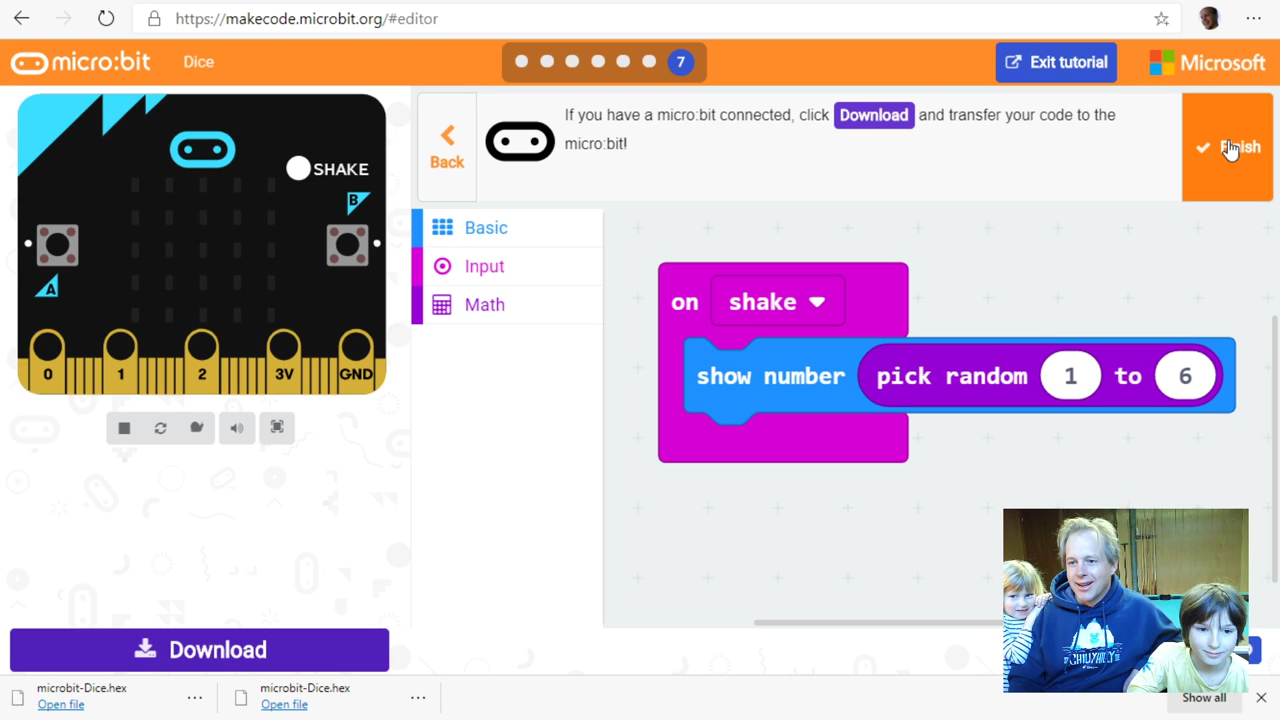 https://makecode.microbit.org/#editor
micro:bit
Dice
7
Exit tutorial
Microsoft
Back
If you have a micro:bit connected, click Download and transfer your code to the
micro:bit!
Finish
SHAKE
B
A
0 1 2 3V GND
Basic
Input
Math
on shake
show number pick random 1 to 6
Download
microbit-Dice.hex
Open file
microbit-Dice.hex
Open file
Show all